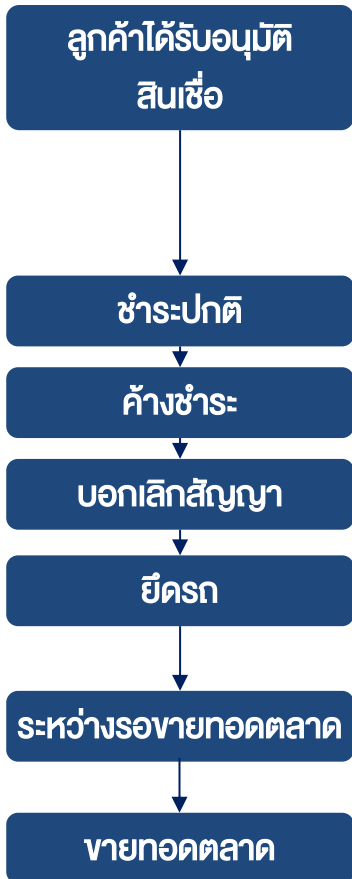 ลูกค้าได้รับอนุมัติ
สินเชื่อ
ชำระปกติ
ค้างชำระ
บอกเลิกสัญญา
ยึดรถ
ระหว่างรอขายทอดตลาด
ขายทอดตลาด